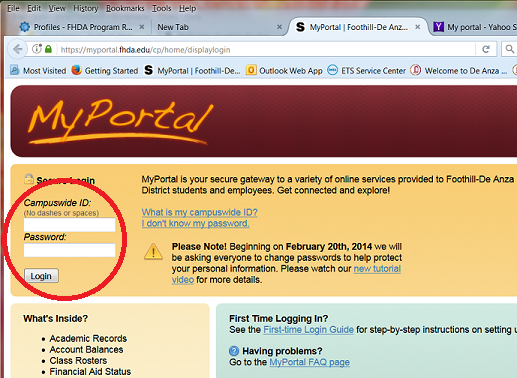 File Edit View History Bookmarks Tools Help
Profiles - FHDA Program R...
New Tab
MyPortal | Foothill-De Anza ...
My portal - Yahoo S
https://myportal.fhda.edu/cp/home/displaylogin
Search
Most Visited Getting Started MyPortal | Foothill-De... Outlook Web App ETS Service Center Welcome to De Anza
MyPortal
Secure Login
Campuswide ID:
(No dashes or spaces)
Password:
Login
MyPortal is your secure gateway to a variety of online services provided to Foothill-De Anza
District students and employees. Get connected and explore!
What is my campuswide ID?
I don't know my password.
Please Note! Beginning on February 20th, 2014 we will
be asking everyone to change passwords to help protect
your personal information. Please watch our new tutorial
video for more details.
What's Inside?
Academic Records
Account Balances
Class Rosters
Financial Aid Status
First Time Logging In?
See the First-time Login Guide for step-by-step instructions on setting u
Having problems?
Go to the MyPortal FAQ page